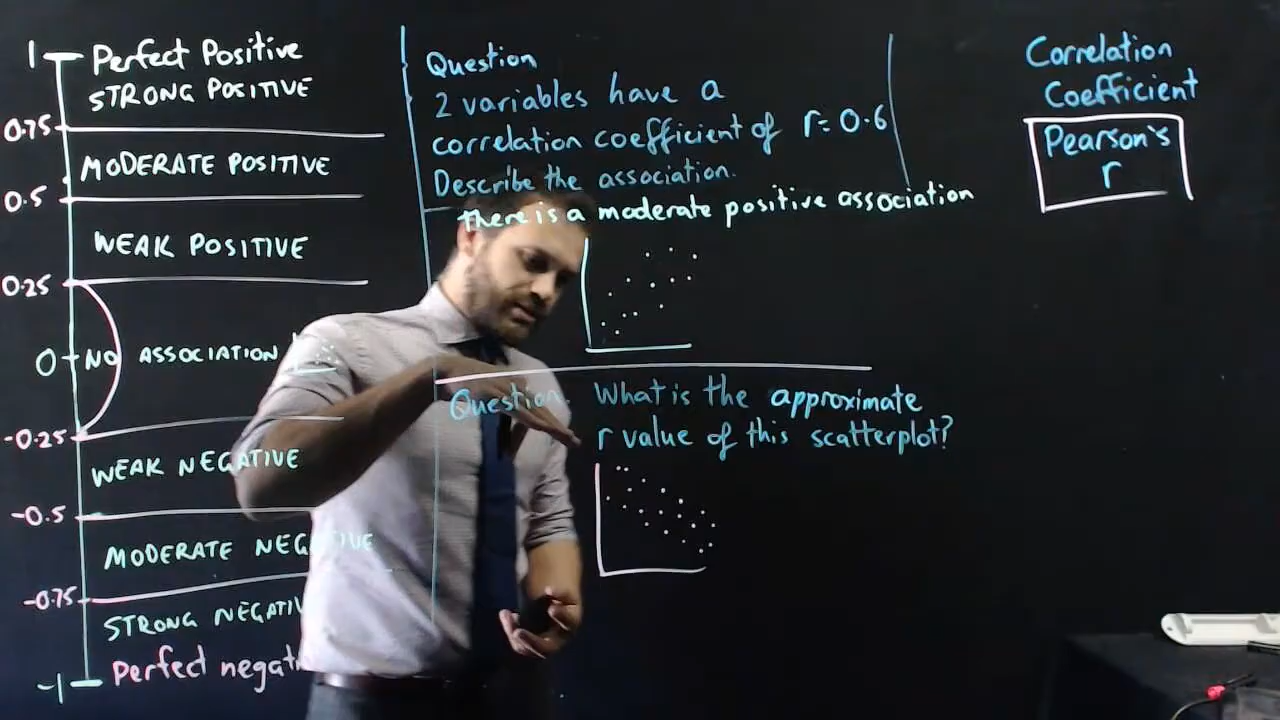 1 Perfect Positive
STRONG POSITIVE
0.75
MODERATE POSITIVE
0.5
WEAK POSITIVE
0.25
0 NO ASSOCIATION
-0.25
WEAK NEGATIVE
-0.5
MODERATE NEGATIVE
-0.75
STRONG
Perfect
-1
Question
2 variables have a
correlation coefficient of r=0.6
Describe the association.
there is a moderate positive association
Question What is the approximate
r value of this scatterplot?
Correlation
Coefficient
Pearson's
r